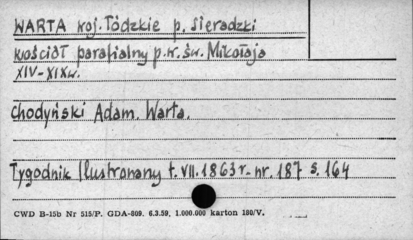 WARTA woj. Łódzkie p. Sieradzki
kościół parafialny p.w. św. Mikołaja
XIV-XIXw.
Chodyński Adam. Warta.
Tygodnik Ilustrowany t. VII. 1863 r. nr. 187 s. 164
CWD B-15b Nr 515/P. GDA-809. 6.3.59, 1.000.000 karton 180/V.